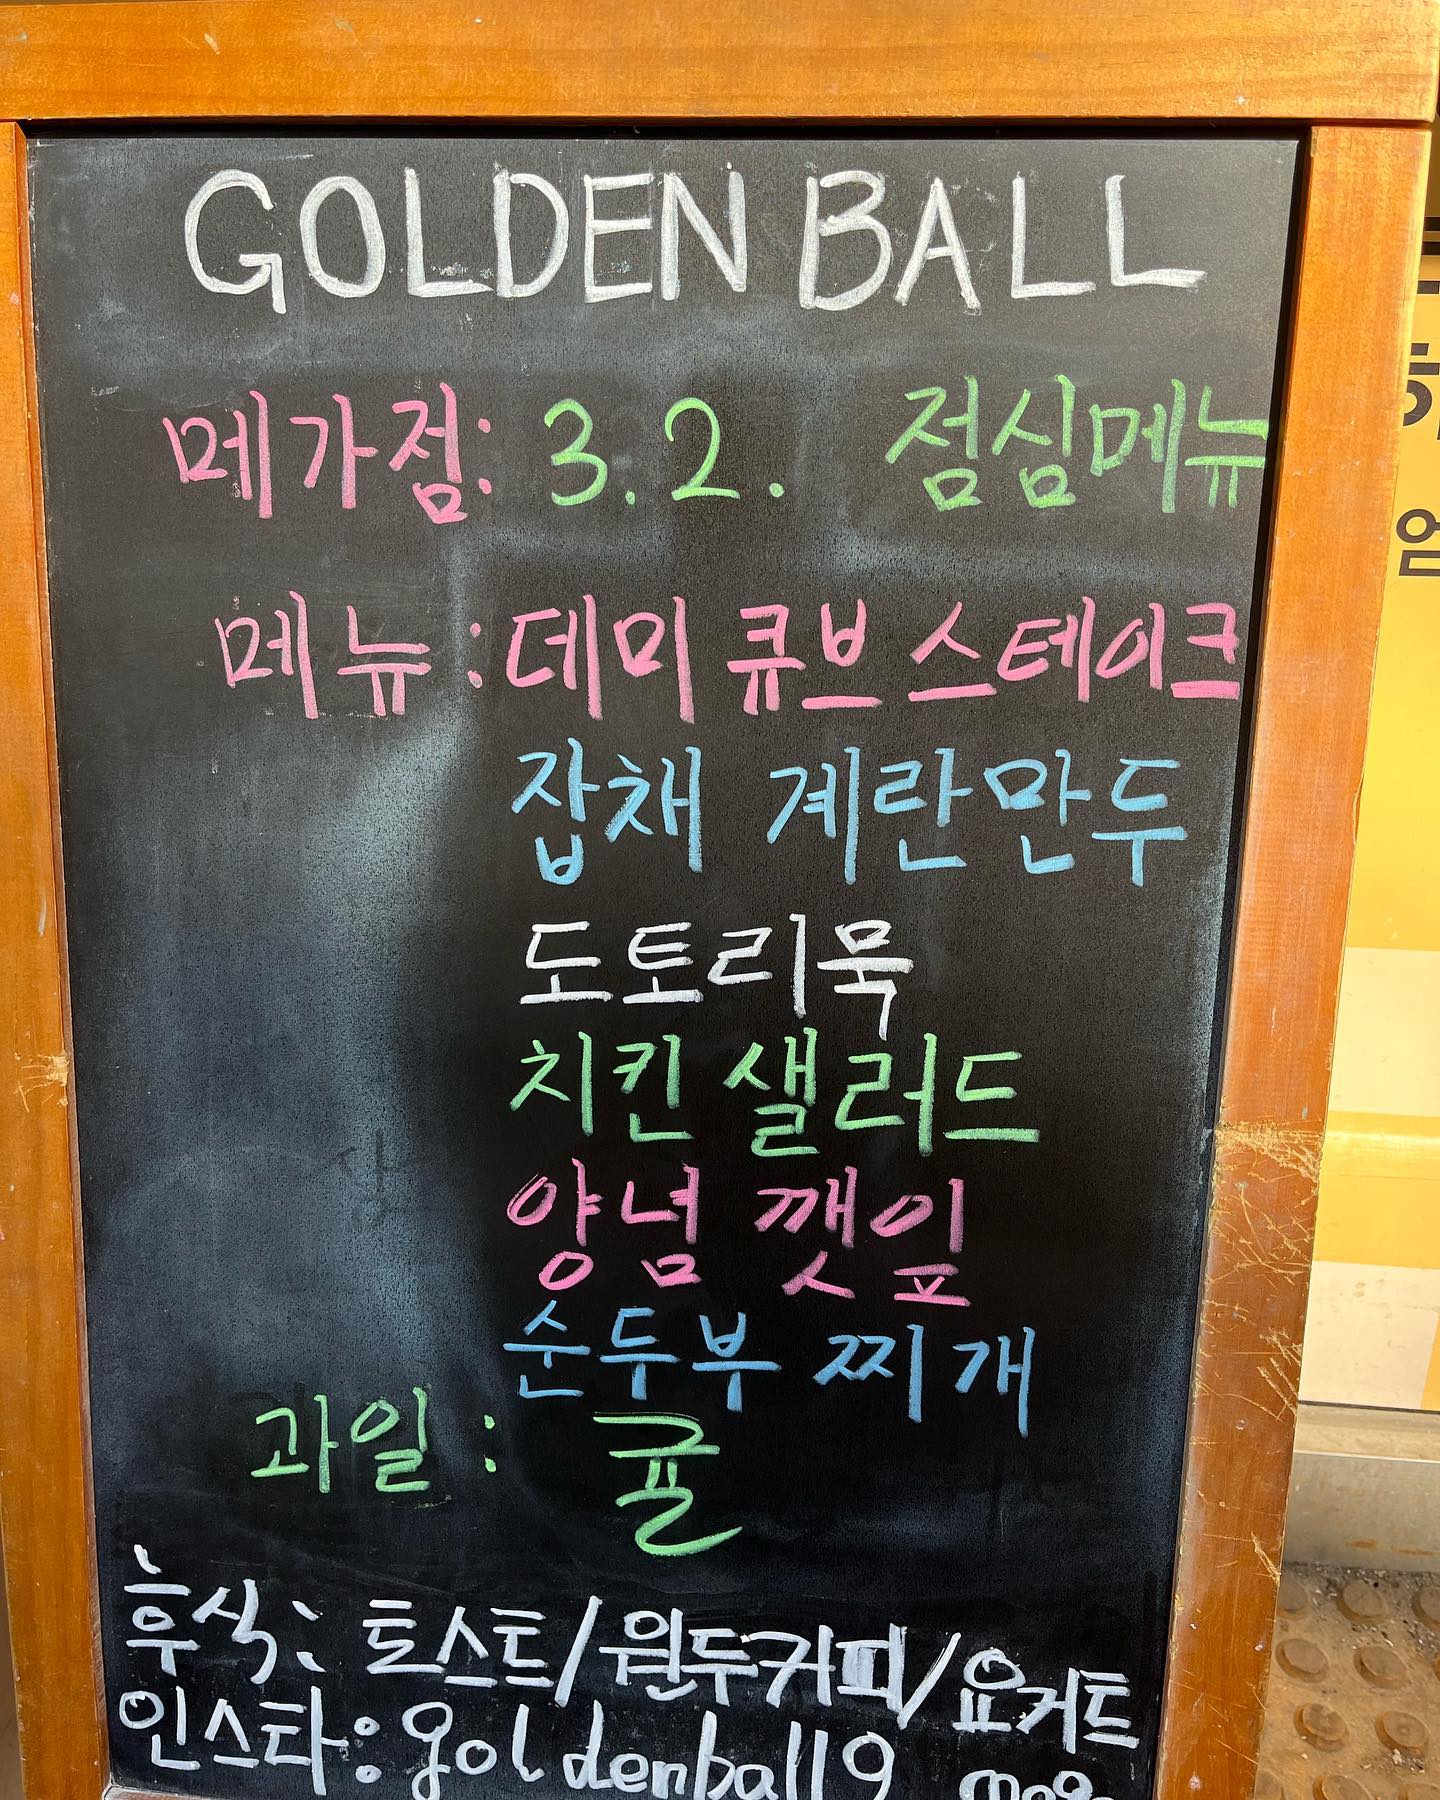 GOLDEN BALL
메가점: 3.2. 점심메뉴
메뉴 : 데미 큐브 스테이크
잡채 계란만두
도토리묵
치킨 샐러드
양념 깻잎
순두부 찌개
과일 : 귤
후식: 토스트/원두커피/요거트
인스타: goldenball9
엄